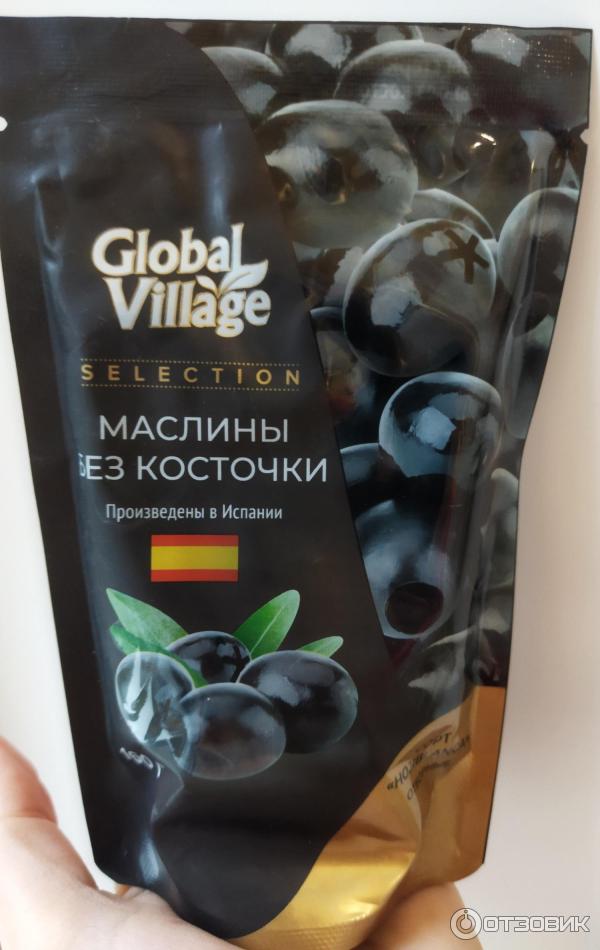 Global
Village
SELECTION
МАСЛИНЫ
БЕЗ КОСТОЧКИ
Произведены в Испании
ОТЗОВИК